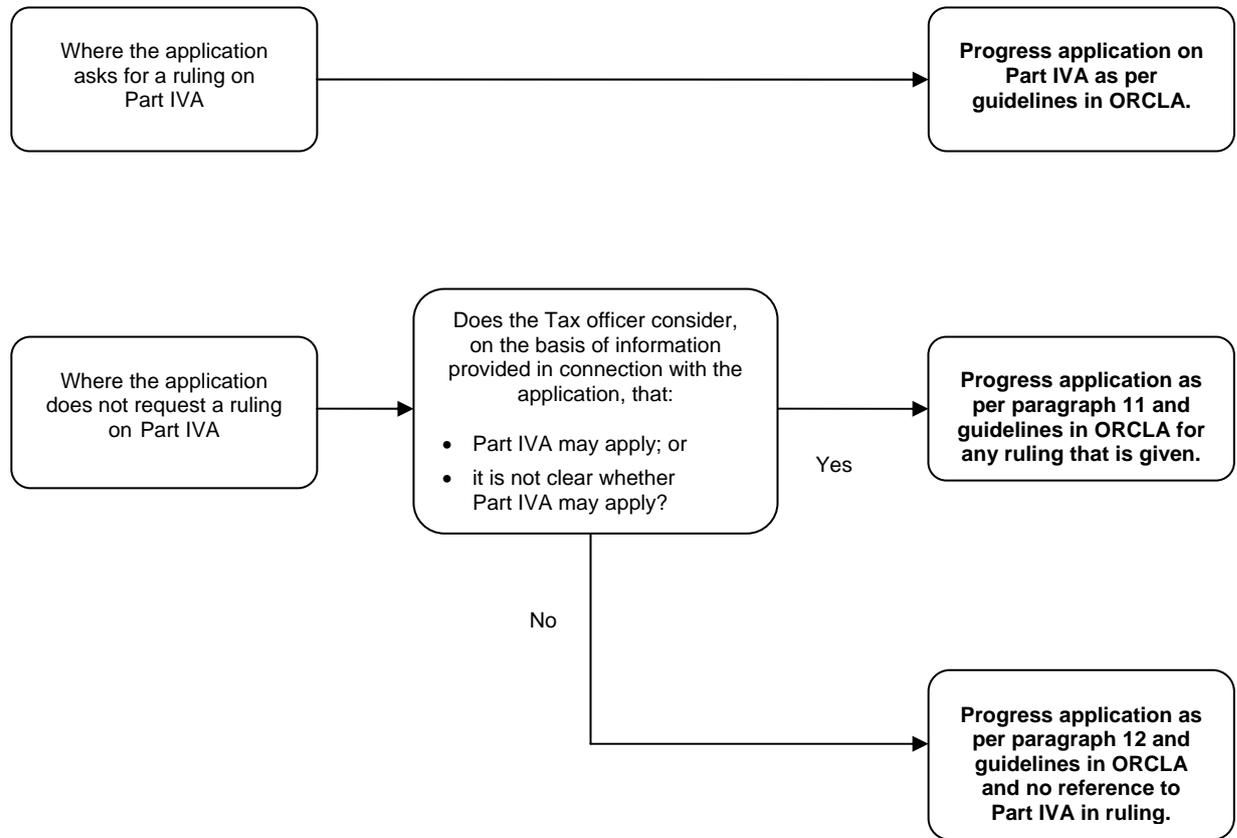 Where the application
asks for a ruling on
Part IVA
Progress application on
Part IVA as per
guidelines in ORCLA.
Where the application
does not request a ruling
on Part IVA
Does the Tax officer consider,
on the basis of information
provided in connection with the
application, that:
• Part IVA may apply; or
• it is not clear whether
Part IVA may apply?
Yes
Progress application as
per paragraph 11 and
guidelines in ORCLA for
any ruling that is given.
No
Progress application as
per paragraph 12 and
guidelines in ORCLA
and no reference to
Part IVA in ruling.